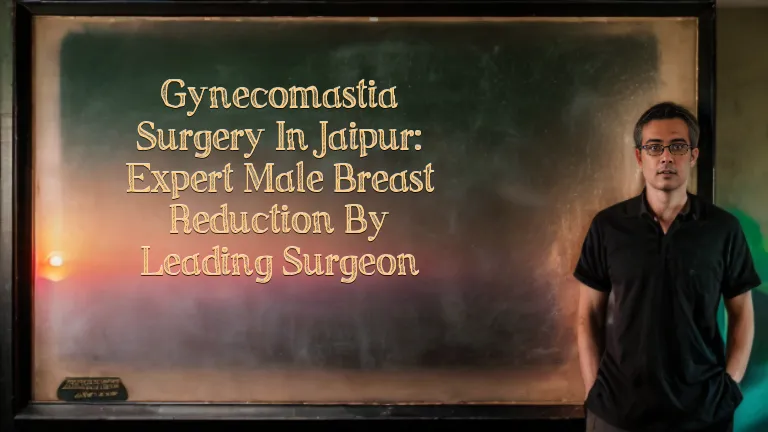 Gynecomastia
Surgery In Jaipur:
Expert Male Breast
Reduction By
Leading Surgeon